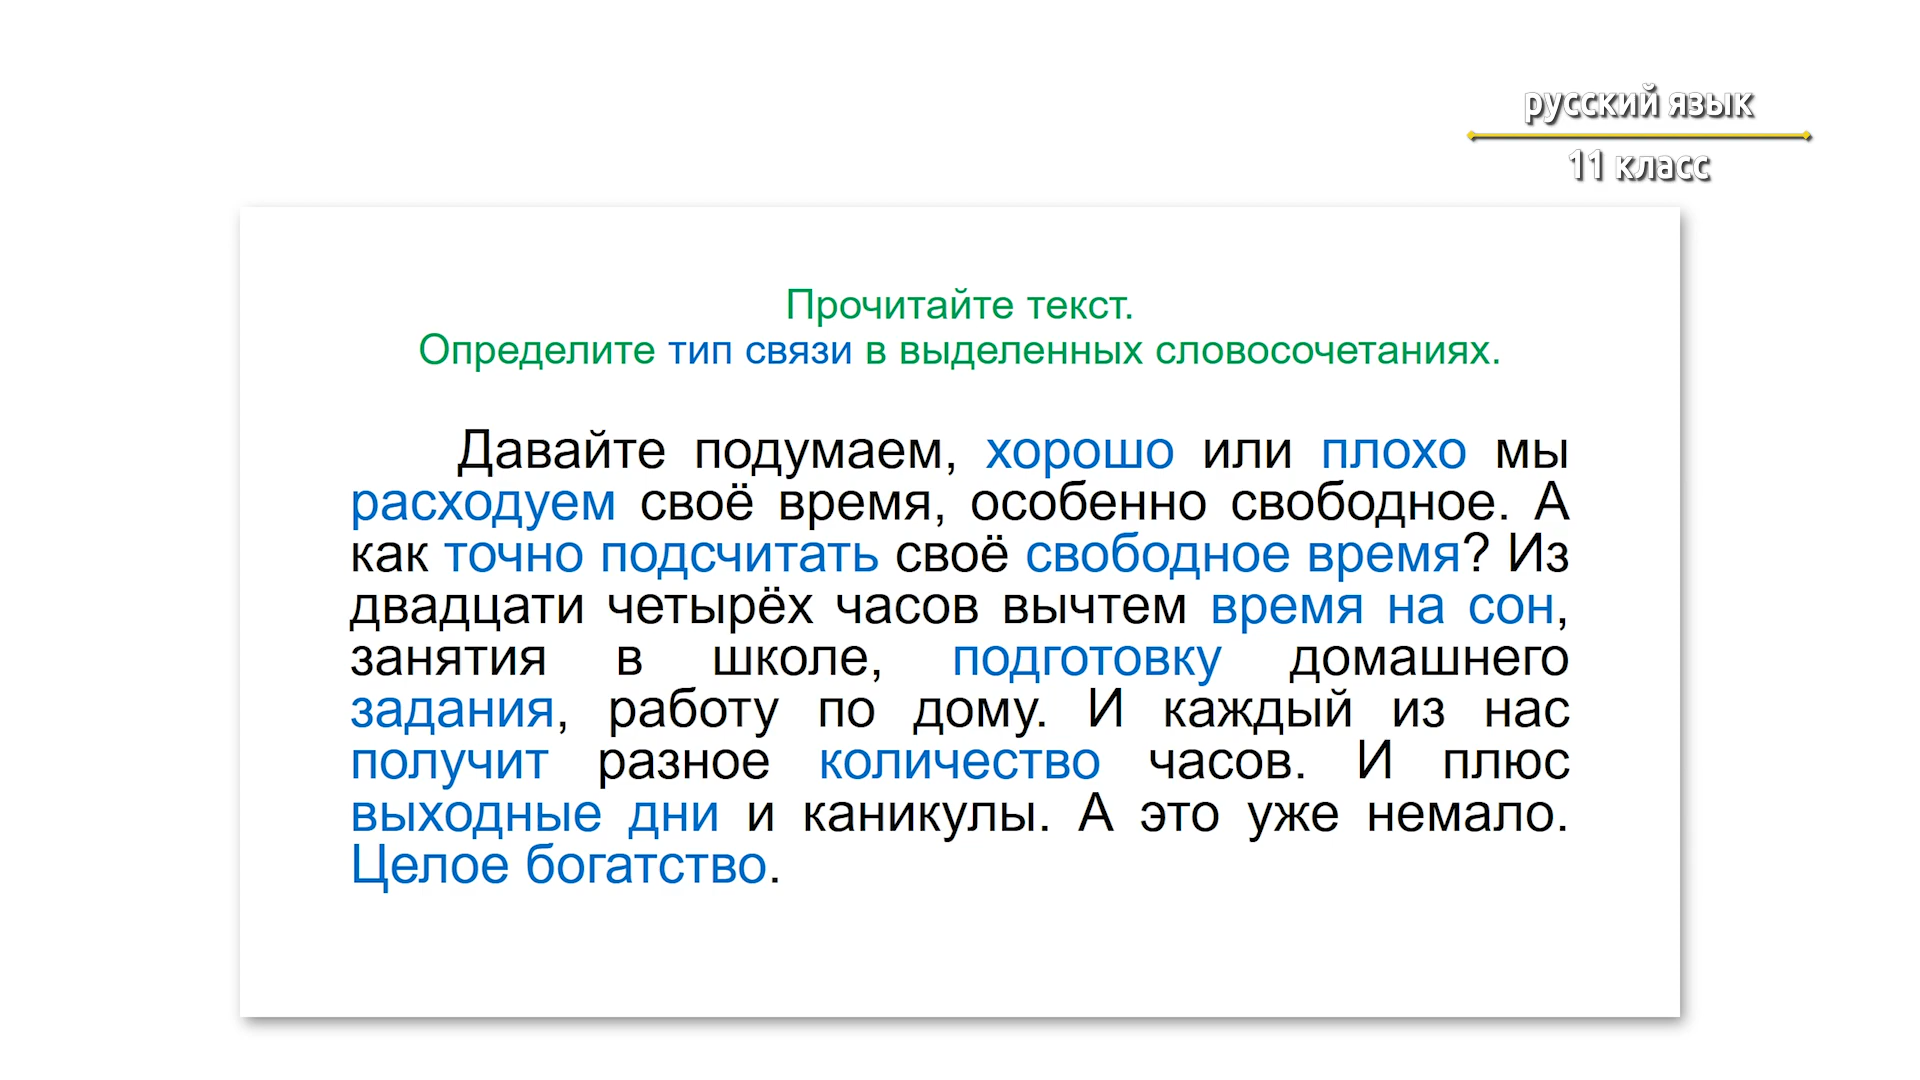 русский язык
11 класс
Прочитайте текст.
Определите тип связи в выделенных словосочетаниях.
Давайте подумаем, хорошо или плохо мы
расходуем своё время, особенно свободное. А
как точно подсчитать своё свободное время? Из
двадцати четырёх часов вычтем время на сон,
занятия в школе, подготовку домашнего
задания, работу по дому. И каждый из нас
получит разное количество часов. И плюс
выходные дни и каникулы. А это уже немало.
Целое богатство.